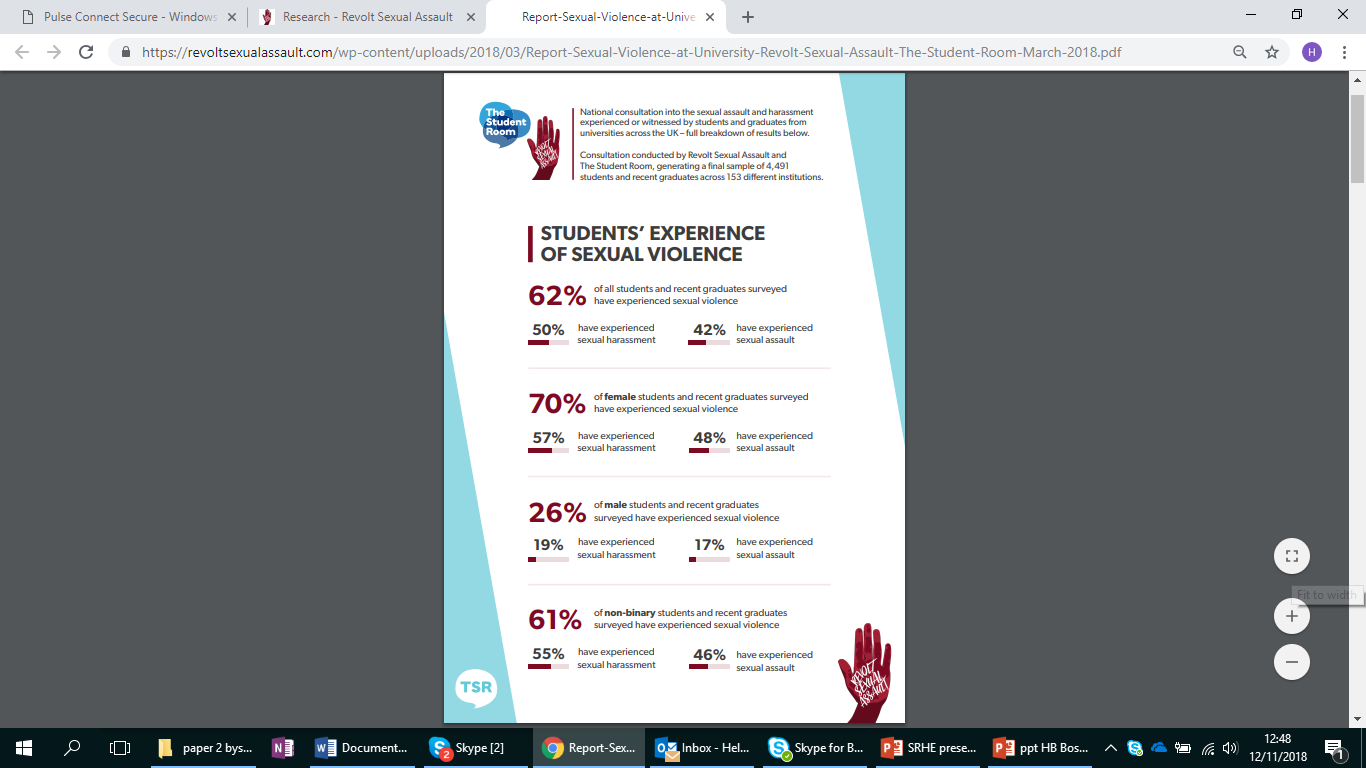 Pulse Connect Secure - Windows
Research - Revolt Sexual Assault
Report-Sexual-Violence-at-Unive
https://revoltsexualassault.com/wp-content/uploads/2018/03/Report-Sexual-Violence-at-University-Revolt-Sexual-Assault-The-Student-Room-March-2018.pdf
H
The
Student
Room
REVOLT
SEXUAL
ASSAULT
National consultation into the sexual assault and harassment
experienced or witnessed by students and graduates from
universities across the UK – full breakdown of results below.
Consultation conducted by Revolt Sexual Assault and
The Student Room, generating a final sample of 4,491
students and recent graduates across 153 different institutions.
STUDENTS’ EXPERIENCE
OF SEXUAL VIOLENCE
62% of all students and recent graduates surveyed
have experienced sexual violence
50% have experienced
sexual harassment
42% have experienced
sexual assault
70% of female students and recent graduates surveyed
have experienced sexual violence
57% have experienced
sexual harassment
48% have experienced
sexual assault
26% of male students and recent graduates
surveyed have experienced sexual violence
19% have experienced
sexual harassment
17% have experienced
sexual assault
61% of non-binary students and recent graduates
surveyed have experienced sexual violence
55% have experienced
sexual harassment
46% have experienced
sexual assault
TSR
REVOLT
SEXUAL
ASSAULT
Fit to width
paper 2 bys...
N
Document...
2
Skype [2]
Report-Sex...
Inbox - Hel...
Skype for B...
SRHE prese...
ppt HB Bos...
12:48
12/11/2018
1